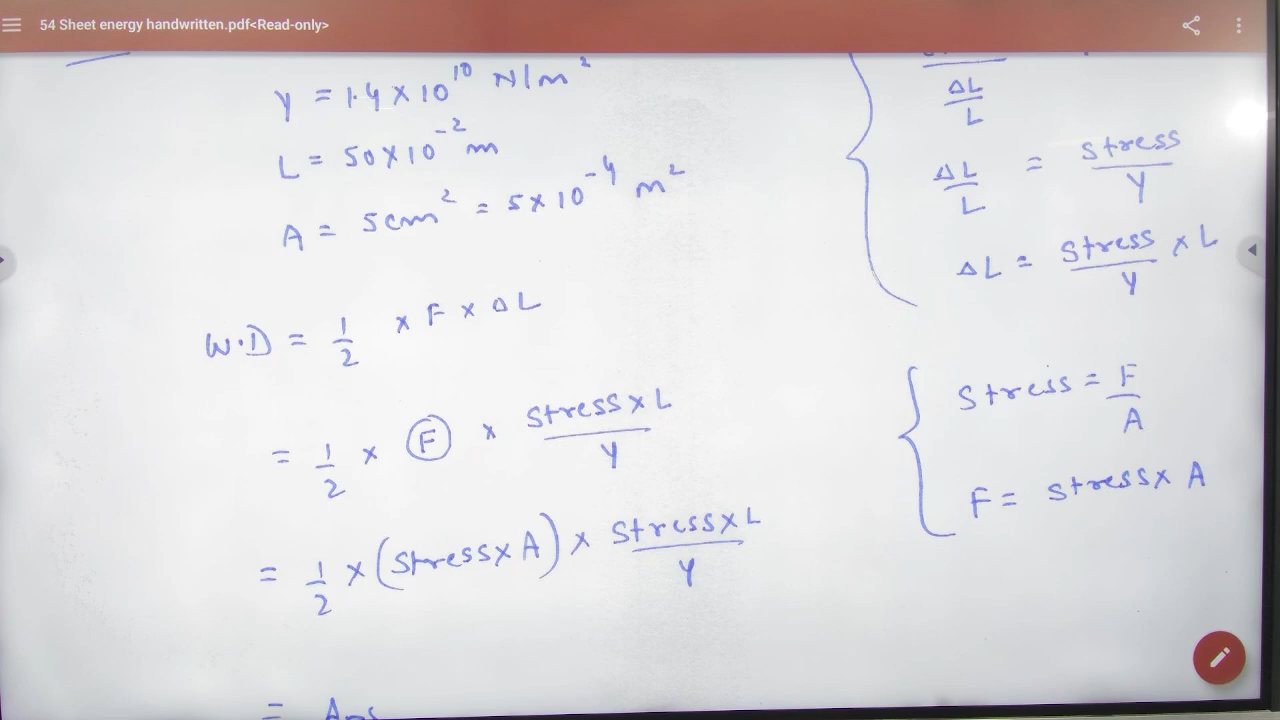 54 Sheet energy handwritten.pdf<Read-only>
Y = 1.4 × 10^10 N/m^2
L = 50×10^-2 m
A = 5cm^2 = 5×10^-4 m^2
W.D = 1/2 × F × ΔL
= 1/2 × F × Stress×L/Y
= 1/2 × (Stress×A) × Stress×L/Y
= Ans
ΔL/L
ΔL/L = Stress/Y
ΔL = Stress/Y × L
Stress = F/A
F = Stress× A